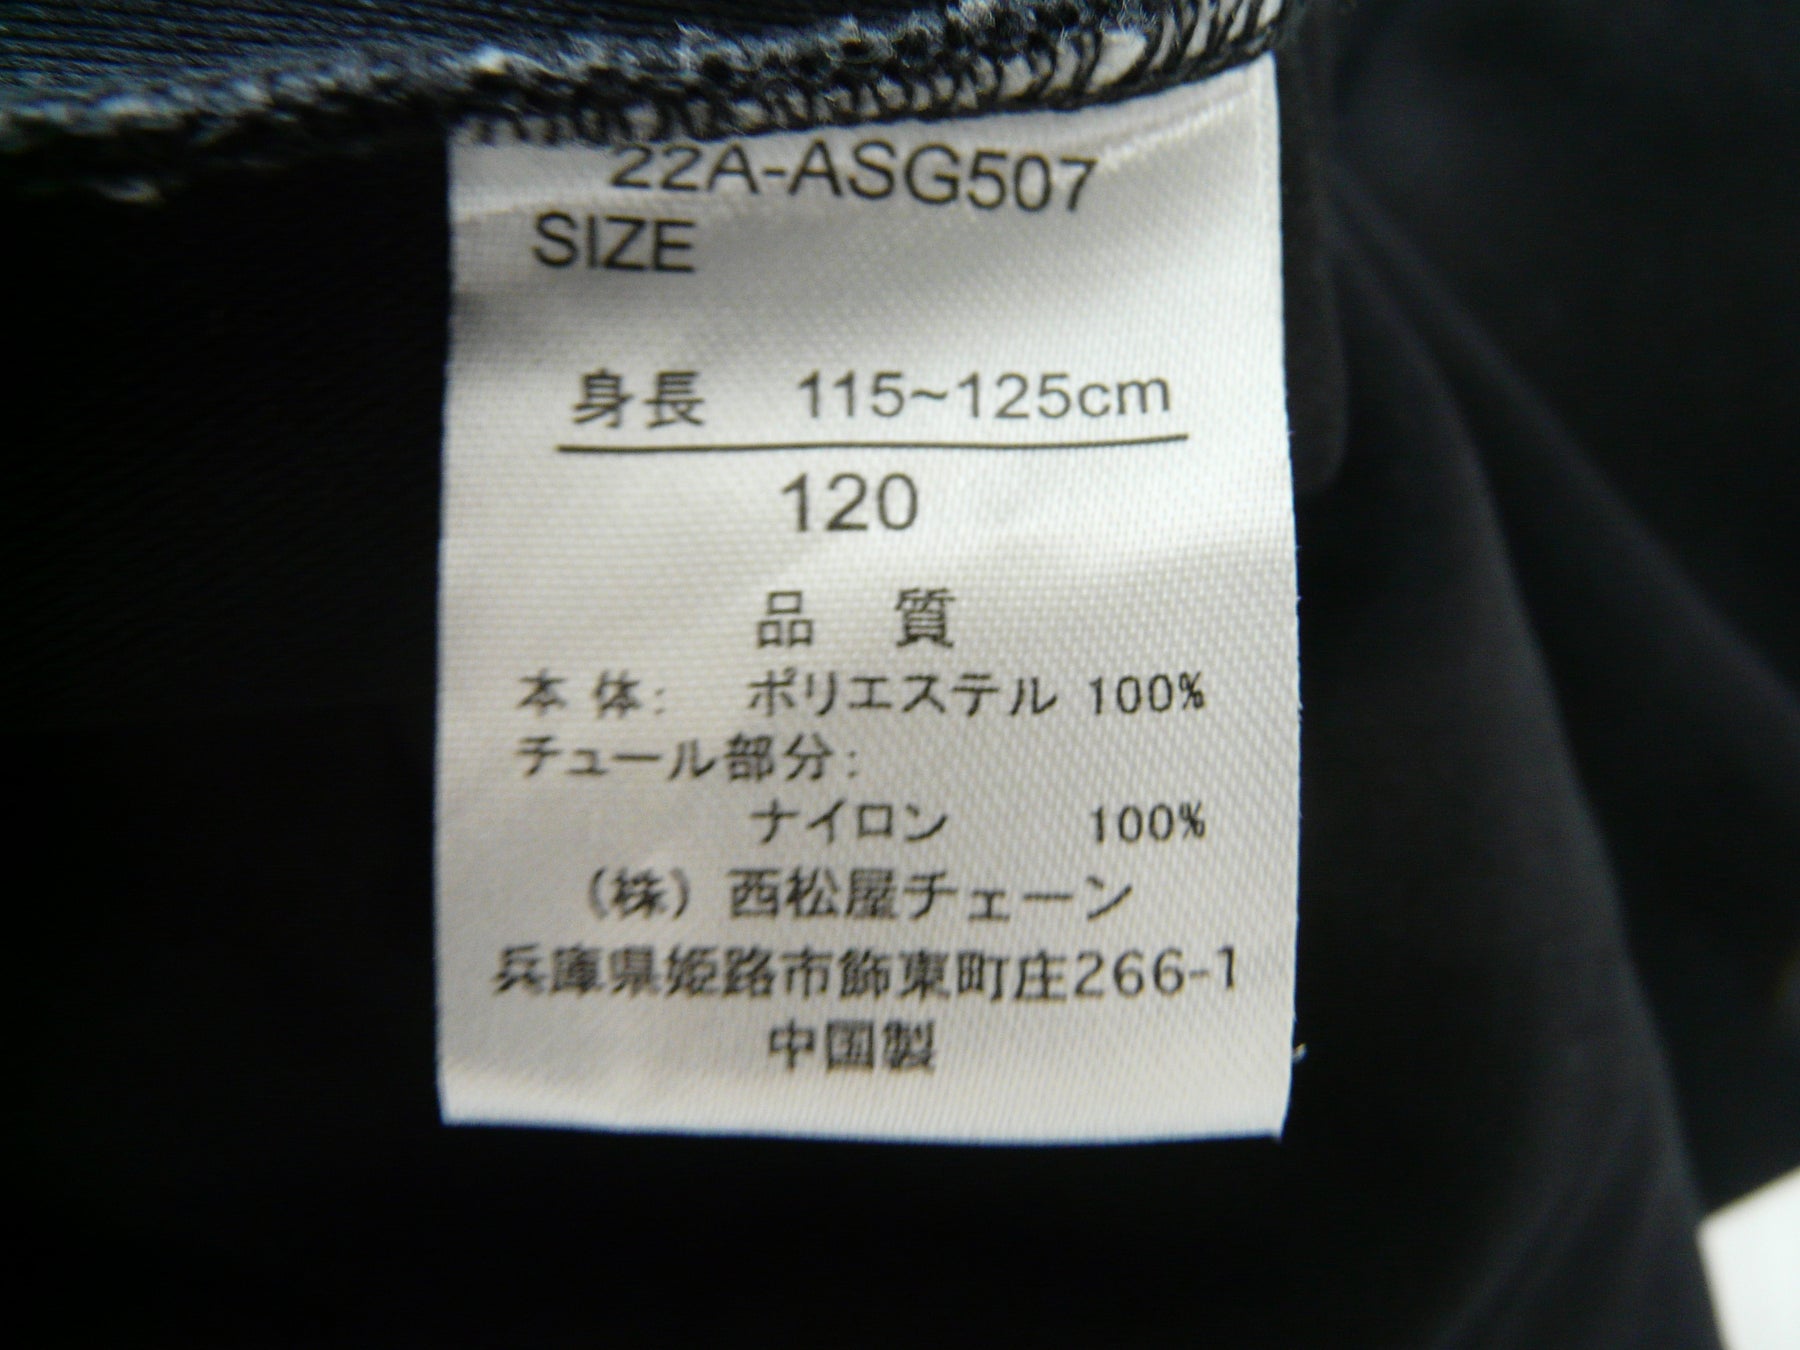 22A-ASG507
SIZE
身長 115~125cm
120
品 質
本 体: ポリエステル 100%
チュール部分:
ナイロン 100%
(株) 西松屋チェーン
兵庫県姫路市飾東町庄266-1
中国製